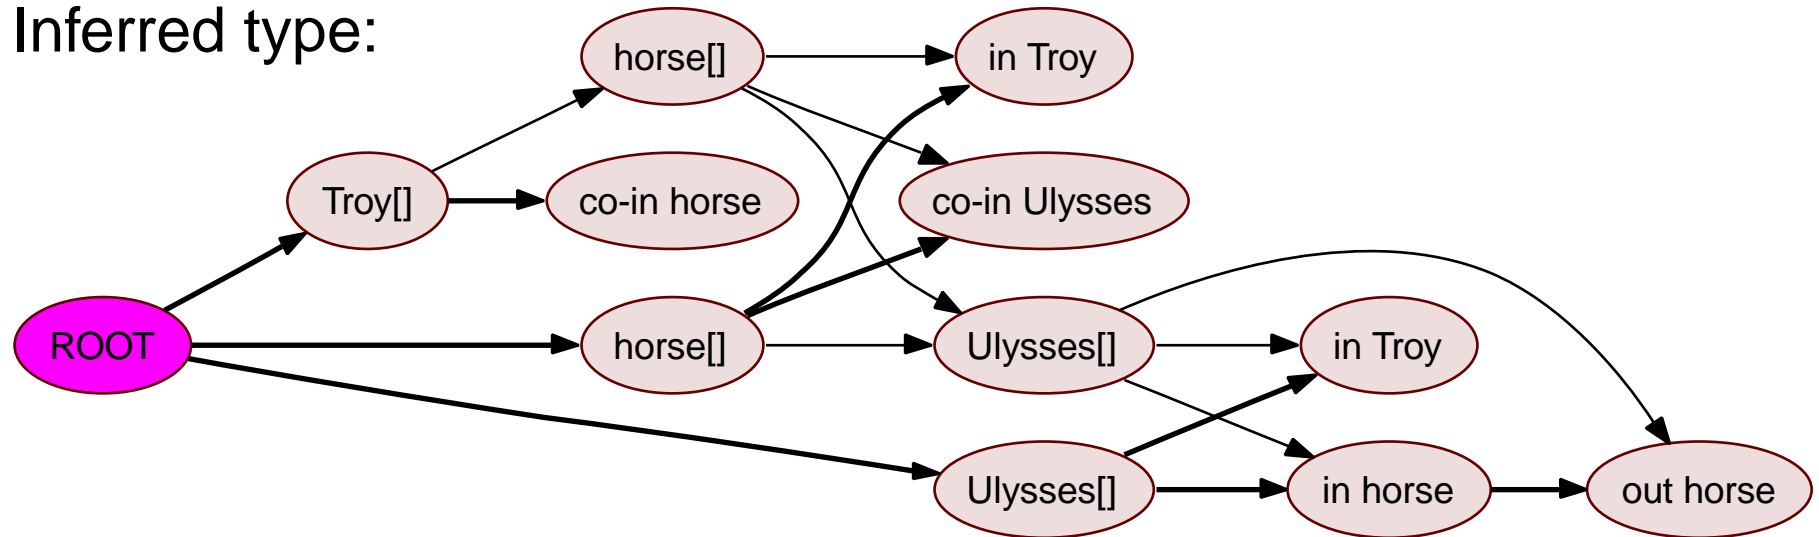 Inferred type:
horse[]
in Troy
Troy[]
co-in horse
co-in Ulysses
ROOT
horse[]
Ulysses[]
in Troy
Ulysses[]
in horse
out horse